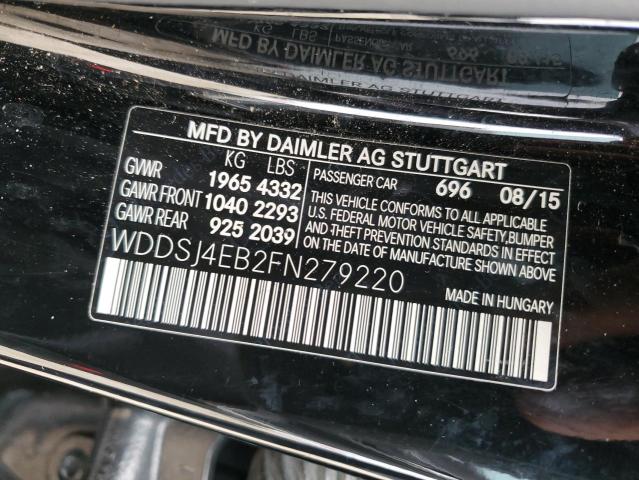 MFD BY DAIMLER AG STUTTGART
KG LBS
GWR 1965 4332
GAWR FRONT 1040 2293
GAWR REAR 925 2039
PASSENGER CAR 696 08/15
THIS VEHICLE CONFORMS TO ALL APPLICABLE
U.S. FEDERAL MOTOR VEHICLE SAFETY, BUMPER
AND THEFT PREVENTION STANDARDS IN EFFECT
ON THE DATE OF MANUFACTURE SHOWN ABOVE.
WDDSJ4EB2FN279220
MADE IN HUNGARY